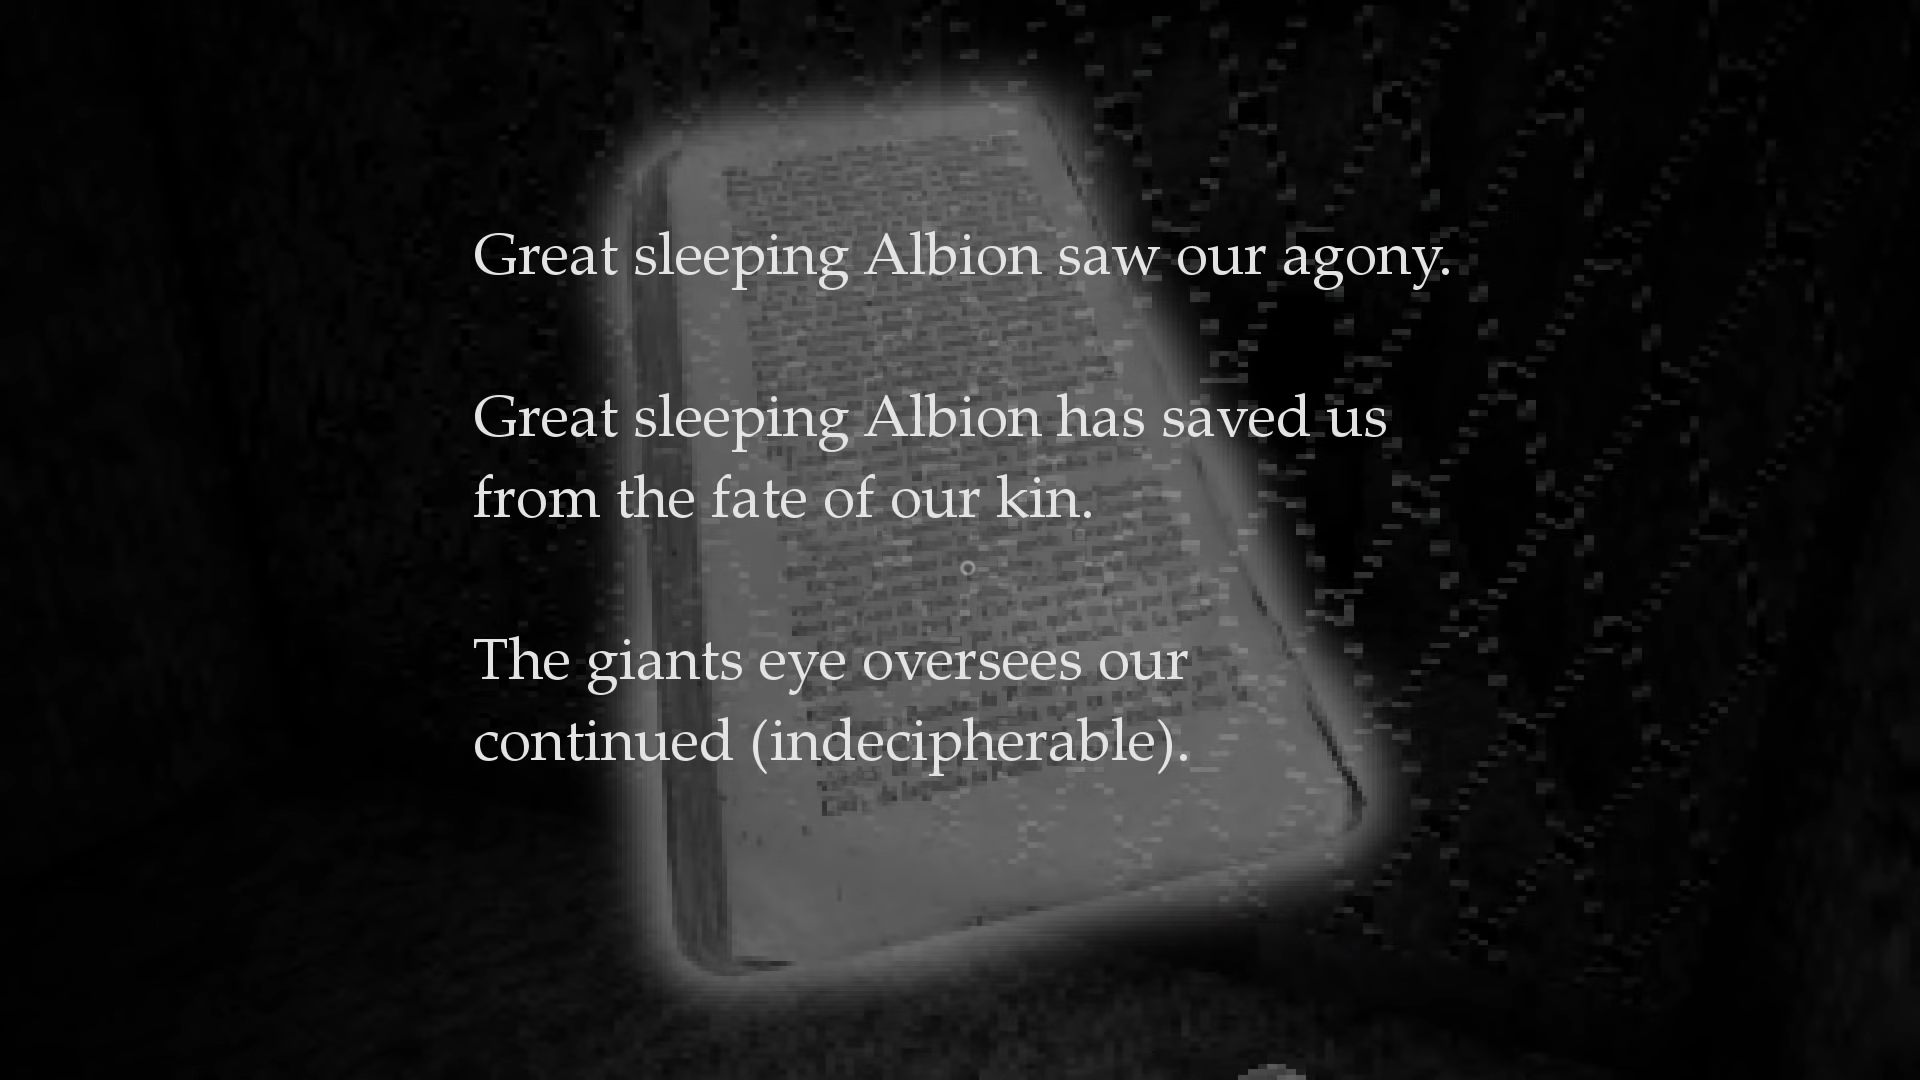 Great sleeping Albion saw our agony.
Great sleeping Albion has saved us
from the fate of our kin.
The giants eye oversees our
continued (indecipherable).